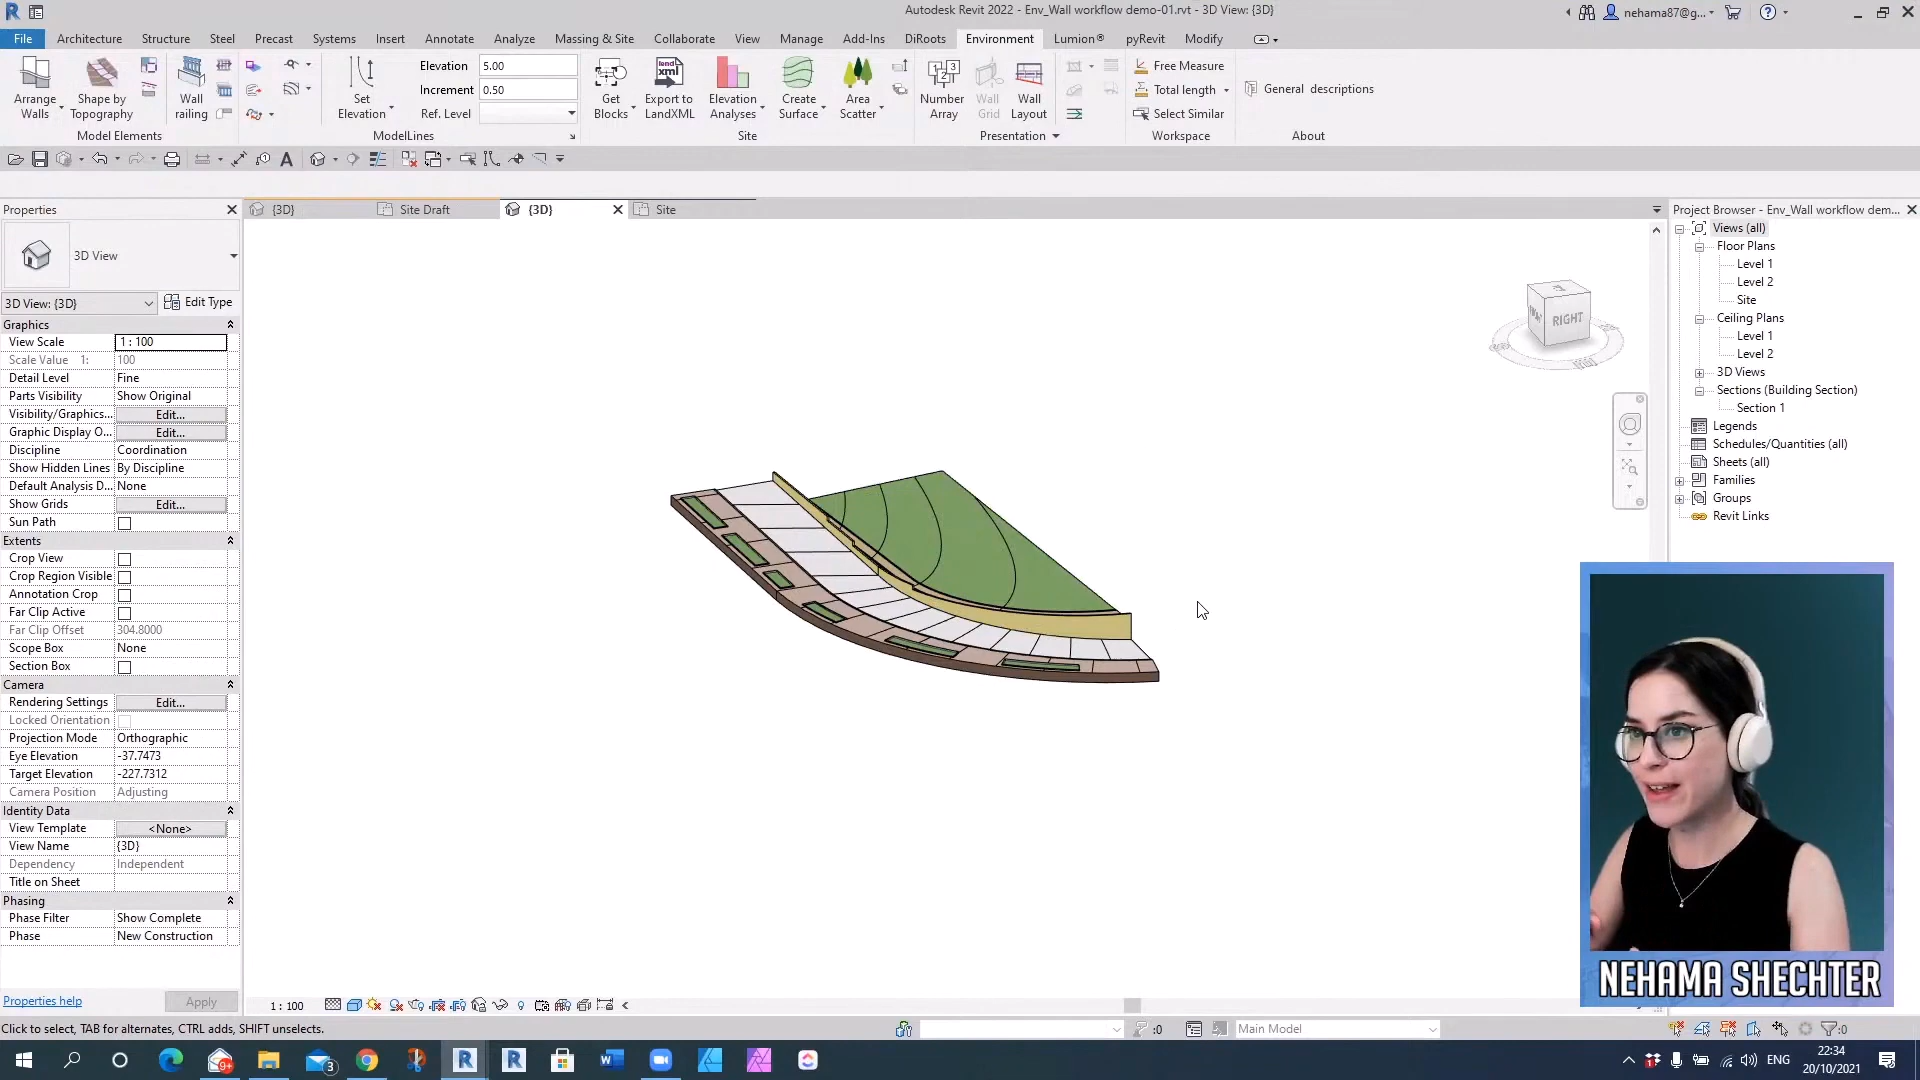 Autodesk Revit 2022 - Env_Wall workflow demo-01.rvt - 3D View: {3D}
nehama87@g...
File Architecture Structure Steel Precast Systems Insert Annotate Analyze Massing & Site Collaborate View Manage Add-Ins DiRoots Environment Lumion® pyRevit Modify
Arrange Walls
Shape by Topography
Wall railing
Set Elevation
Elevation 5.00
Increment 0.50
Ref. Level
Get Blocks
Export to LandXML
Elevation Analyses
Create Surface
Area Scatter
Number Array
Wall Grid
Wall Layout
Free Measure
Total length
Select Similar
General descriptions
Model Elements ModelLines Site Presentation Workspace About
Properties
{3D} Site Draft {3D} Site
3D View
3D View: {3D} Edit Type
Graphics
View Scale 1 : 100
Scale Value 1: 100
Detail Level Fine
Parts Visibility Show Original
Visibility/Graphics... Edit...
Graphic Display O... Edit...
Discipline Coordination
Show Hidden Lines By Discipline
Default Analysis D... None
Show Grids Edit...
Sun Path
Extents
Crop View
Crop Region Visible
Annotation Crop
Far Clip Active
Far Clip Offset 304.8000
Scope Box None
Section Box
Camera
Rendering Settings Edit...
Locked Orientation
Projection Mode Orthographic
Eye Elevation -37.7473
Target Elevation -227.7312
Camera Position Adjusting
Identity Data
View Template <None>
View Name {3D}
Dependency Independent
Title on Sheet
Phasing
Phase Filter Show Complete
Phase New Construction
Properties help Apply
RIGHT
Project Browser - Env_Wall workflow dem...
Views (all)
Floor Plans
Level 1
Level 2
Site
Ceiling Plans
Level 1
Level 2
3D Views
Sections (Building Section)
Section 1
Legends
Schedules/Quantities (all)
Sheets (all)
Families
Groups
Revit Links
NEHAMA SHECHTER
1 : 100
Click to select, TAB for alternates, CTRL adds, SHIFT unselects.
:0
Main Model
:0
ENG
22:34
20/10/2021